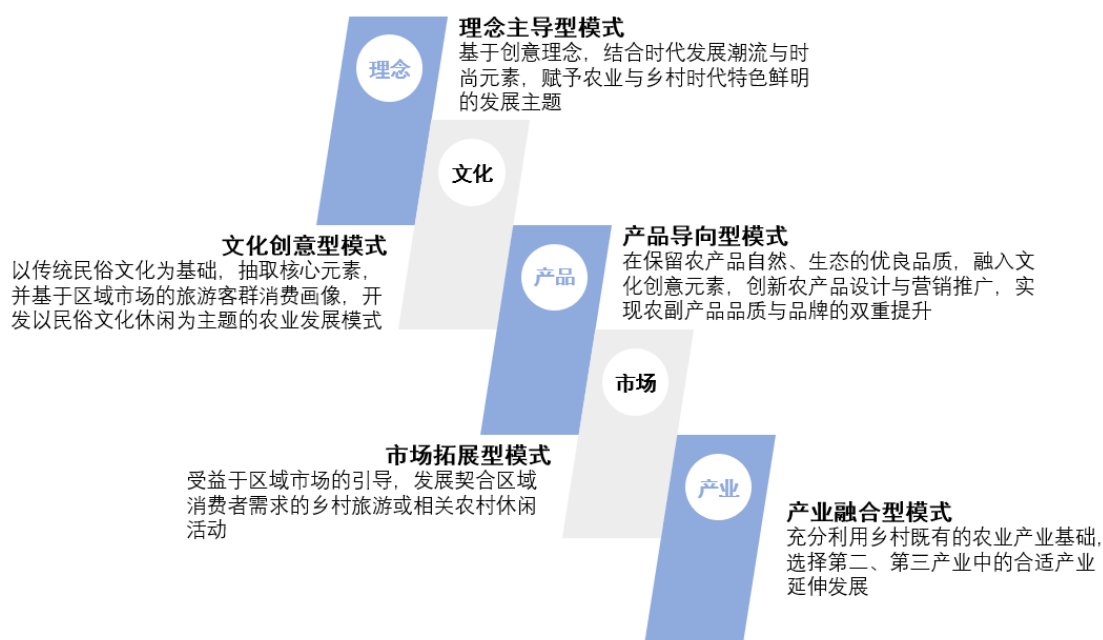 理念
理念主导型模式
基于创意理念，结合时代发展潮流与时
尚元素，赋予农业与乡村时代特色鲜明
的发展主题
文化
文化创意型模式
以传统民俗文化为基础，抽取核心元素，
并基于区域市场的旅游客群消费画像，开
发以民俗文化休闲为主题的农业发展模式
产品
产品导向型模式
在保留农产品自然、生态的优良品质，融入文
化创意元素，创新农产品设计与营销推广，实
现农副产品品质与品牌的双重提升
市场
市场拓展型模式
受益于区域市场的引导，发展契合区域
消费者需求的乡村旅游或相关农村休闲
活动
产业
产业融合型模式
充分利用乡村既有的农业产业基础,
选择第二、第三产业中的合适产业
延伸发展